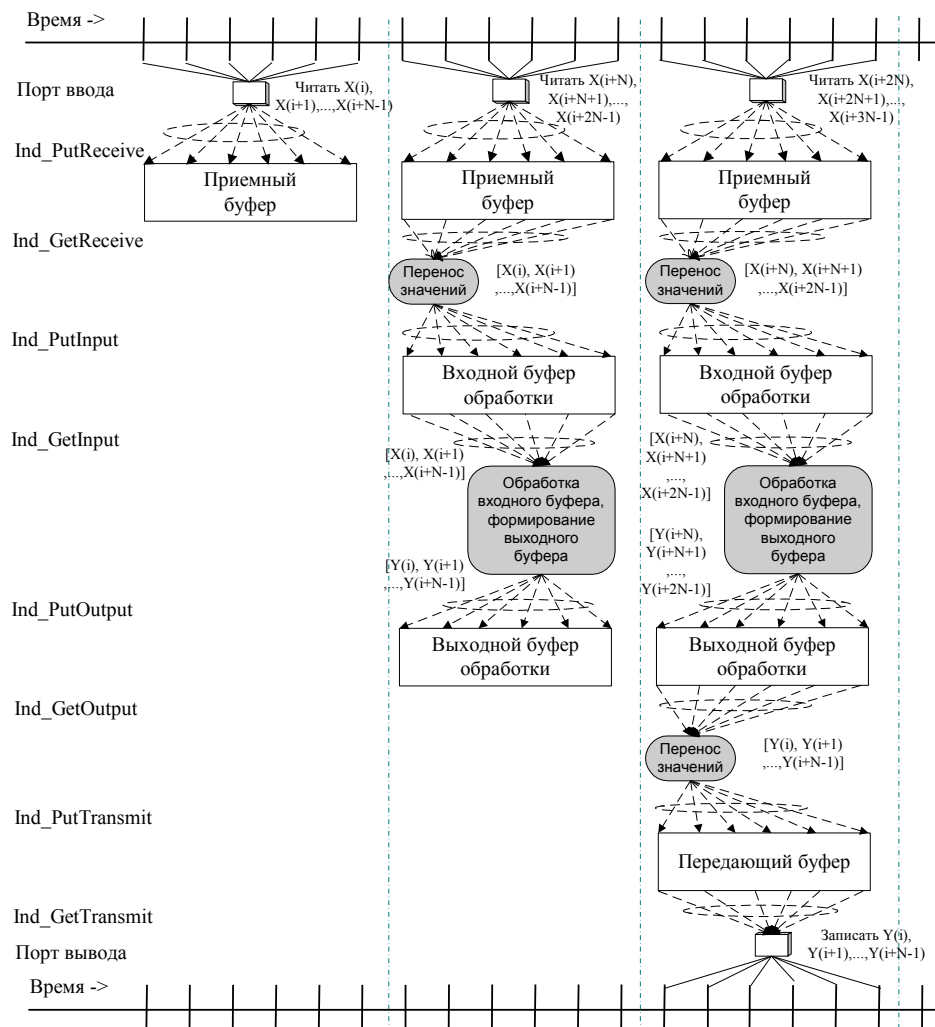 Время ->
Порт ввода
Читать X(i),
X(i+1),...,X(i+N-1)
Читать X(i+N),
X(i+N+1),...,
X(i+2N-1)
Читать X(i+2N),
X(i+2N+1),...,
X(i+3N-1)
Ind_PutReceive
Приемный
буфер
Приемный
буфер
Приемный
буфер
Ind_GetReceive
Перенос
значений
[X(i), X(i+1)
,...,X(i+N-1)]
Перенос
значений
[X(i+N), X(i+N+1)
,...,X(i+2N-1)]
Ind_PutInput
Входной буфер
обработки
Входной буфер
обработки
Ind_GetInput
[X(i), X(i+1)
,...,X(i+N-1)]
Обработка
входного буфера,
формирование
выходного
буфера
[Y(i), Y(i+1)
,...,Y(i+N-1)]
[X(i+N),
X(i+N+1)
,...,
X(i+2N-1)]
Обработка
входного буфера,
формирование
выходного
буфера
[Y(i+N),
Y(i+N+1)
,...,
Y(i+2N-1)]
Ind_PutOutput
Выходной буфер
обработки
Выходной буфер
обработки
Ind_GetOutput
Перенос
значений
[Y(i), Y(i+1)
,...,Y(i+N-1)]
Ind_PutTransmit
Передающий буфер
Ind_GetTransmit
Порт вывода
Записать Y(i),
Y(i+1),...,Y(i+N-1)
Время ->